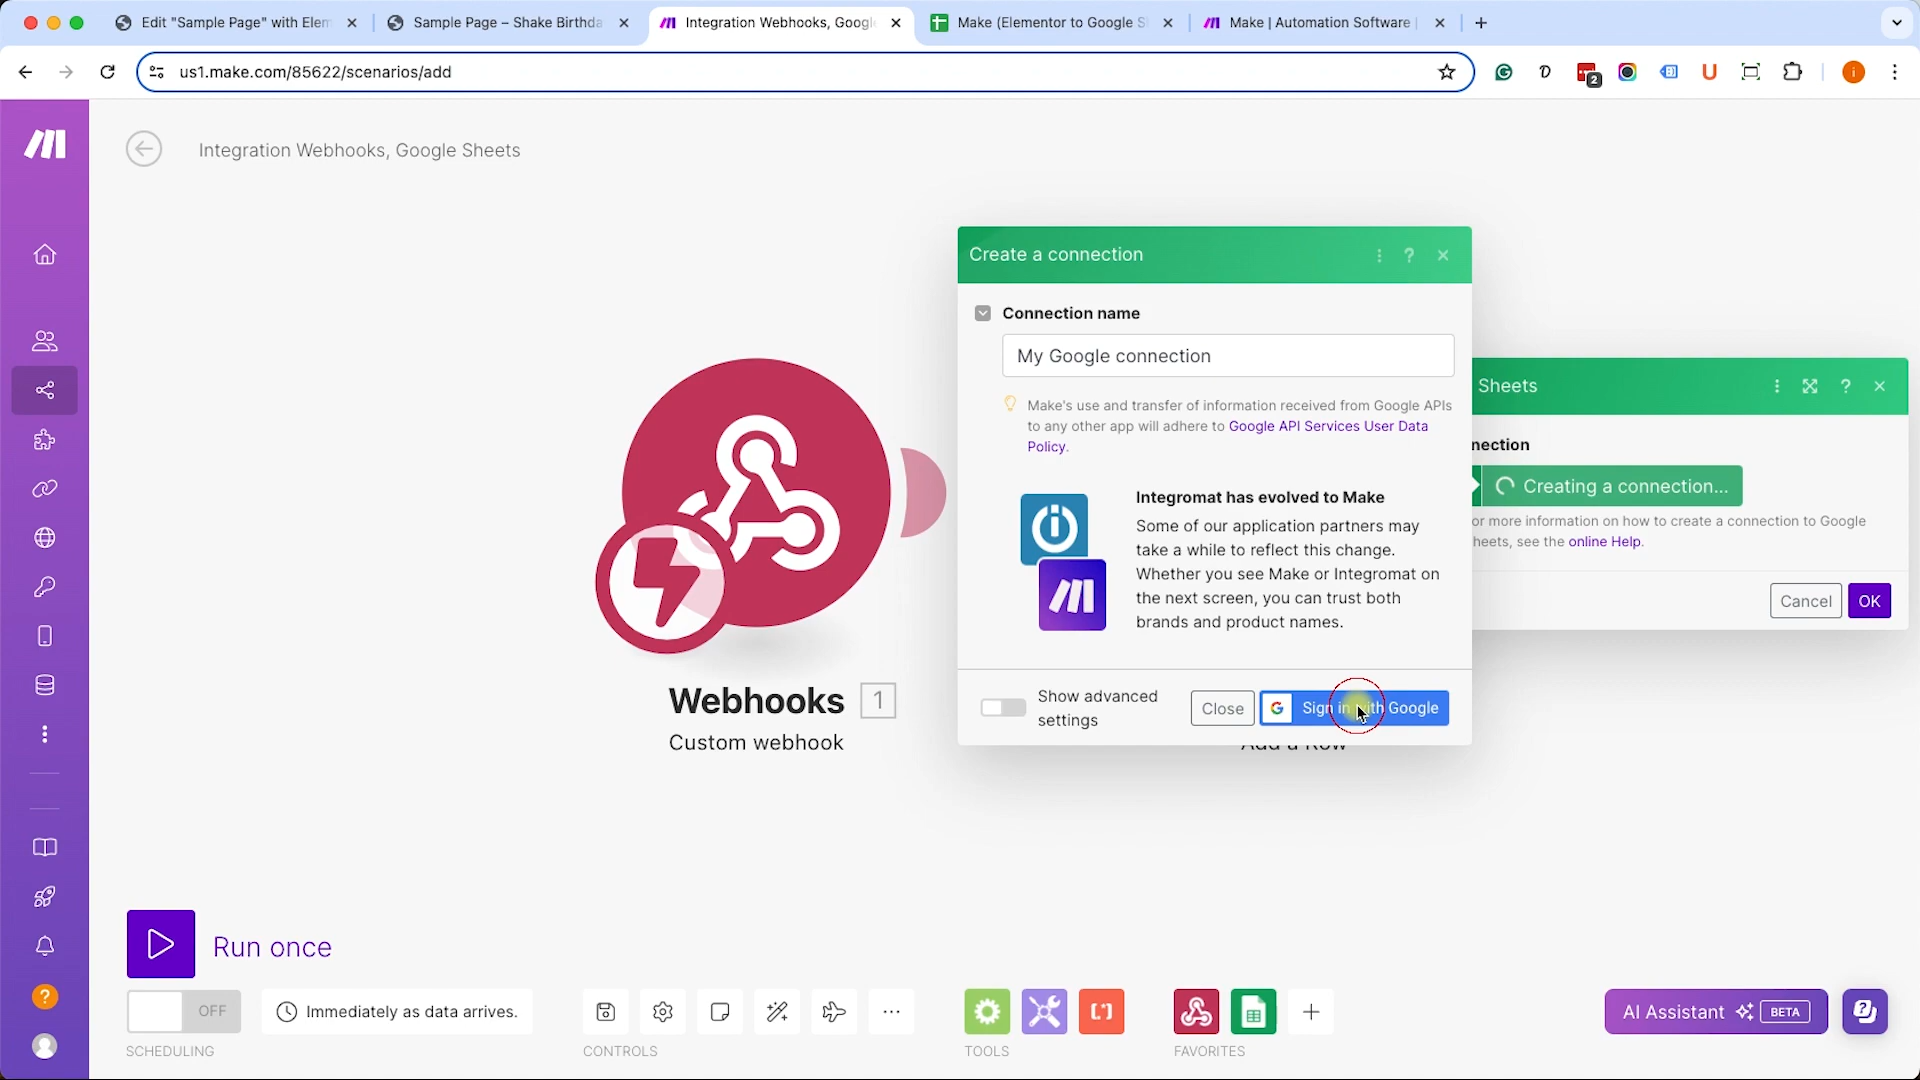 Edit "Sample Page" with Elem
Sample Page – Shake Birthda
Integration Webhooks, Google
Make (Elementor to Google S
Make | Automation Software |
us1.make.com/85622/scenarios/add
2
Integration Webhooks, Google Sheets
Create a connection
Connection name
My Google connection
Make's use and transfer of information received from Google APIs
to any other app will adhere to Google API Services User Data
Policy.
Integromat has evolved to Make
Some of our application partners may
take a while to reflect this change.
Whether you see Make or Integromat on
the next screen, you can trust both
brands and product names.
Show advanced
settings
Close
Sign in with Google
Sheets
nnection
Creating a connection...
or more information on how to create a connection to Google
heets, see the online Help.
Cancel
OK
Webhooks 1
Custom webhook
Add a Row
Run once
OFF
Immediately as data arrives.
SCHEDULING
CONTROLS
TOOLS
FAVORITES
AI Assistant BETA